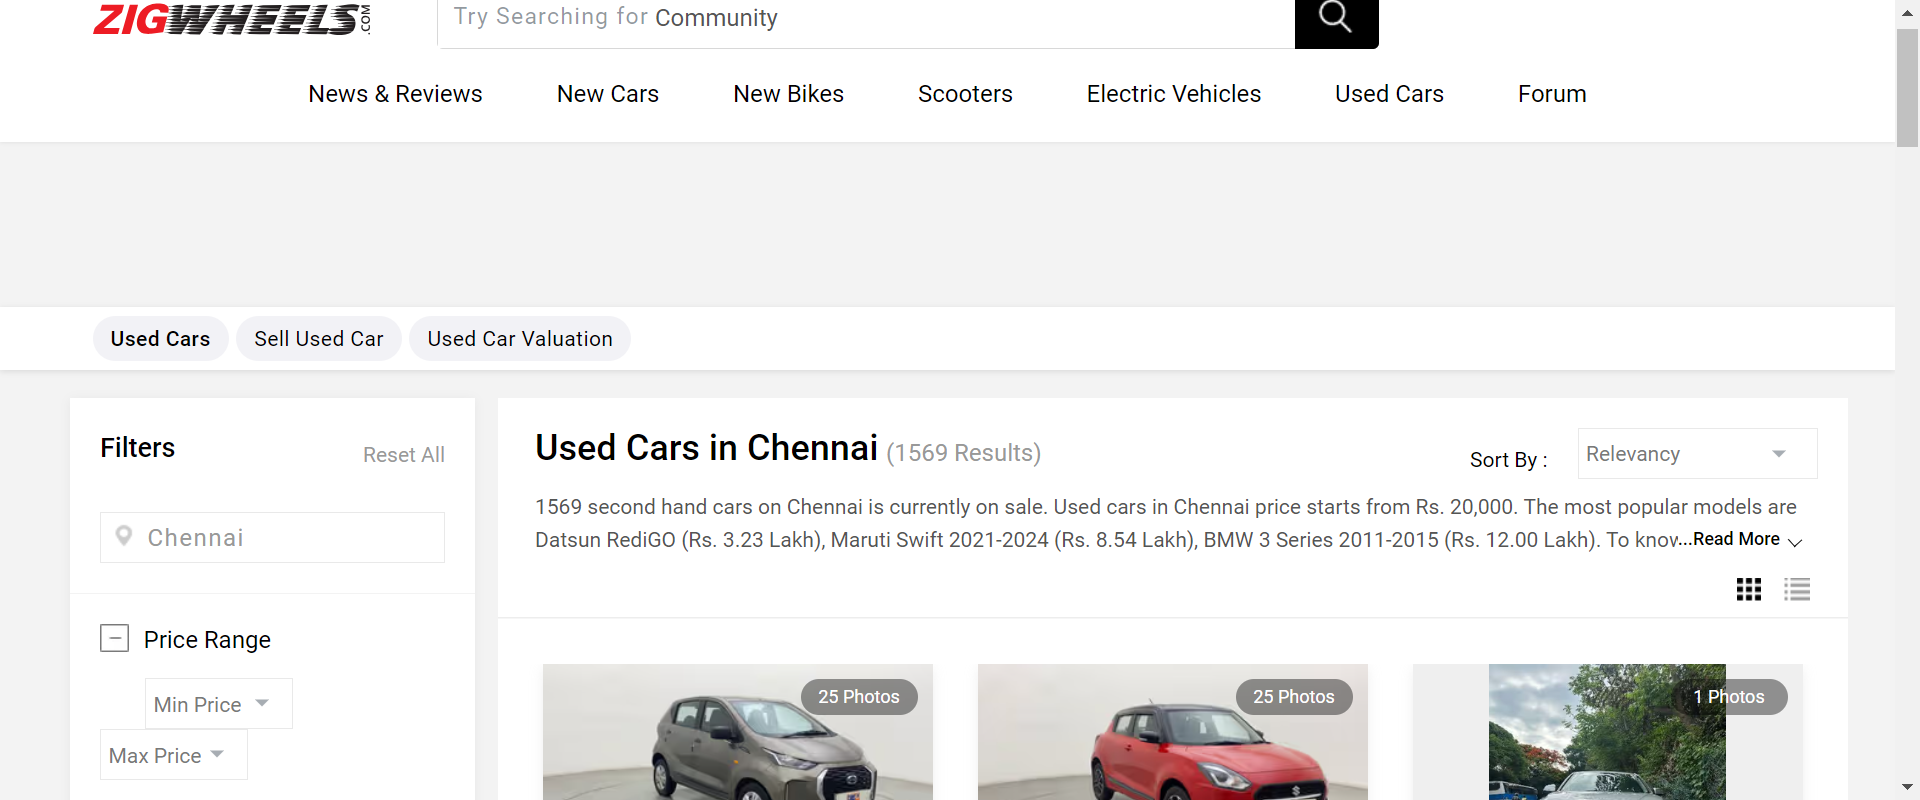 ZIGWHEELS.COM
Try Searching for Community
News & Reviews New Cars New Bikes Scooters Electric Vehicles Used Cars Forum
Used Cars Sell Used Car Used Car Valuation
Filters
Reset All
Chennai
Price Range
Min Price
Max Price
Used Cars in Chennai (1569 Results)
Sort By : Relevancy
1569 second hand cars on Chennai is currently on sale. Used cars in Chennai price starts from Rs. 20,000. The most popular models are
Datsun RediGO (Rs. 3.23 Lakh), Maruti Swift 2021-2024 (Rs. 8.54 Lakh), BMW 3 Series 2011-2015 (Rs. 12.00 Lakh). To know...Read More
25 Photos
25 Photos
1 Photos